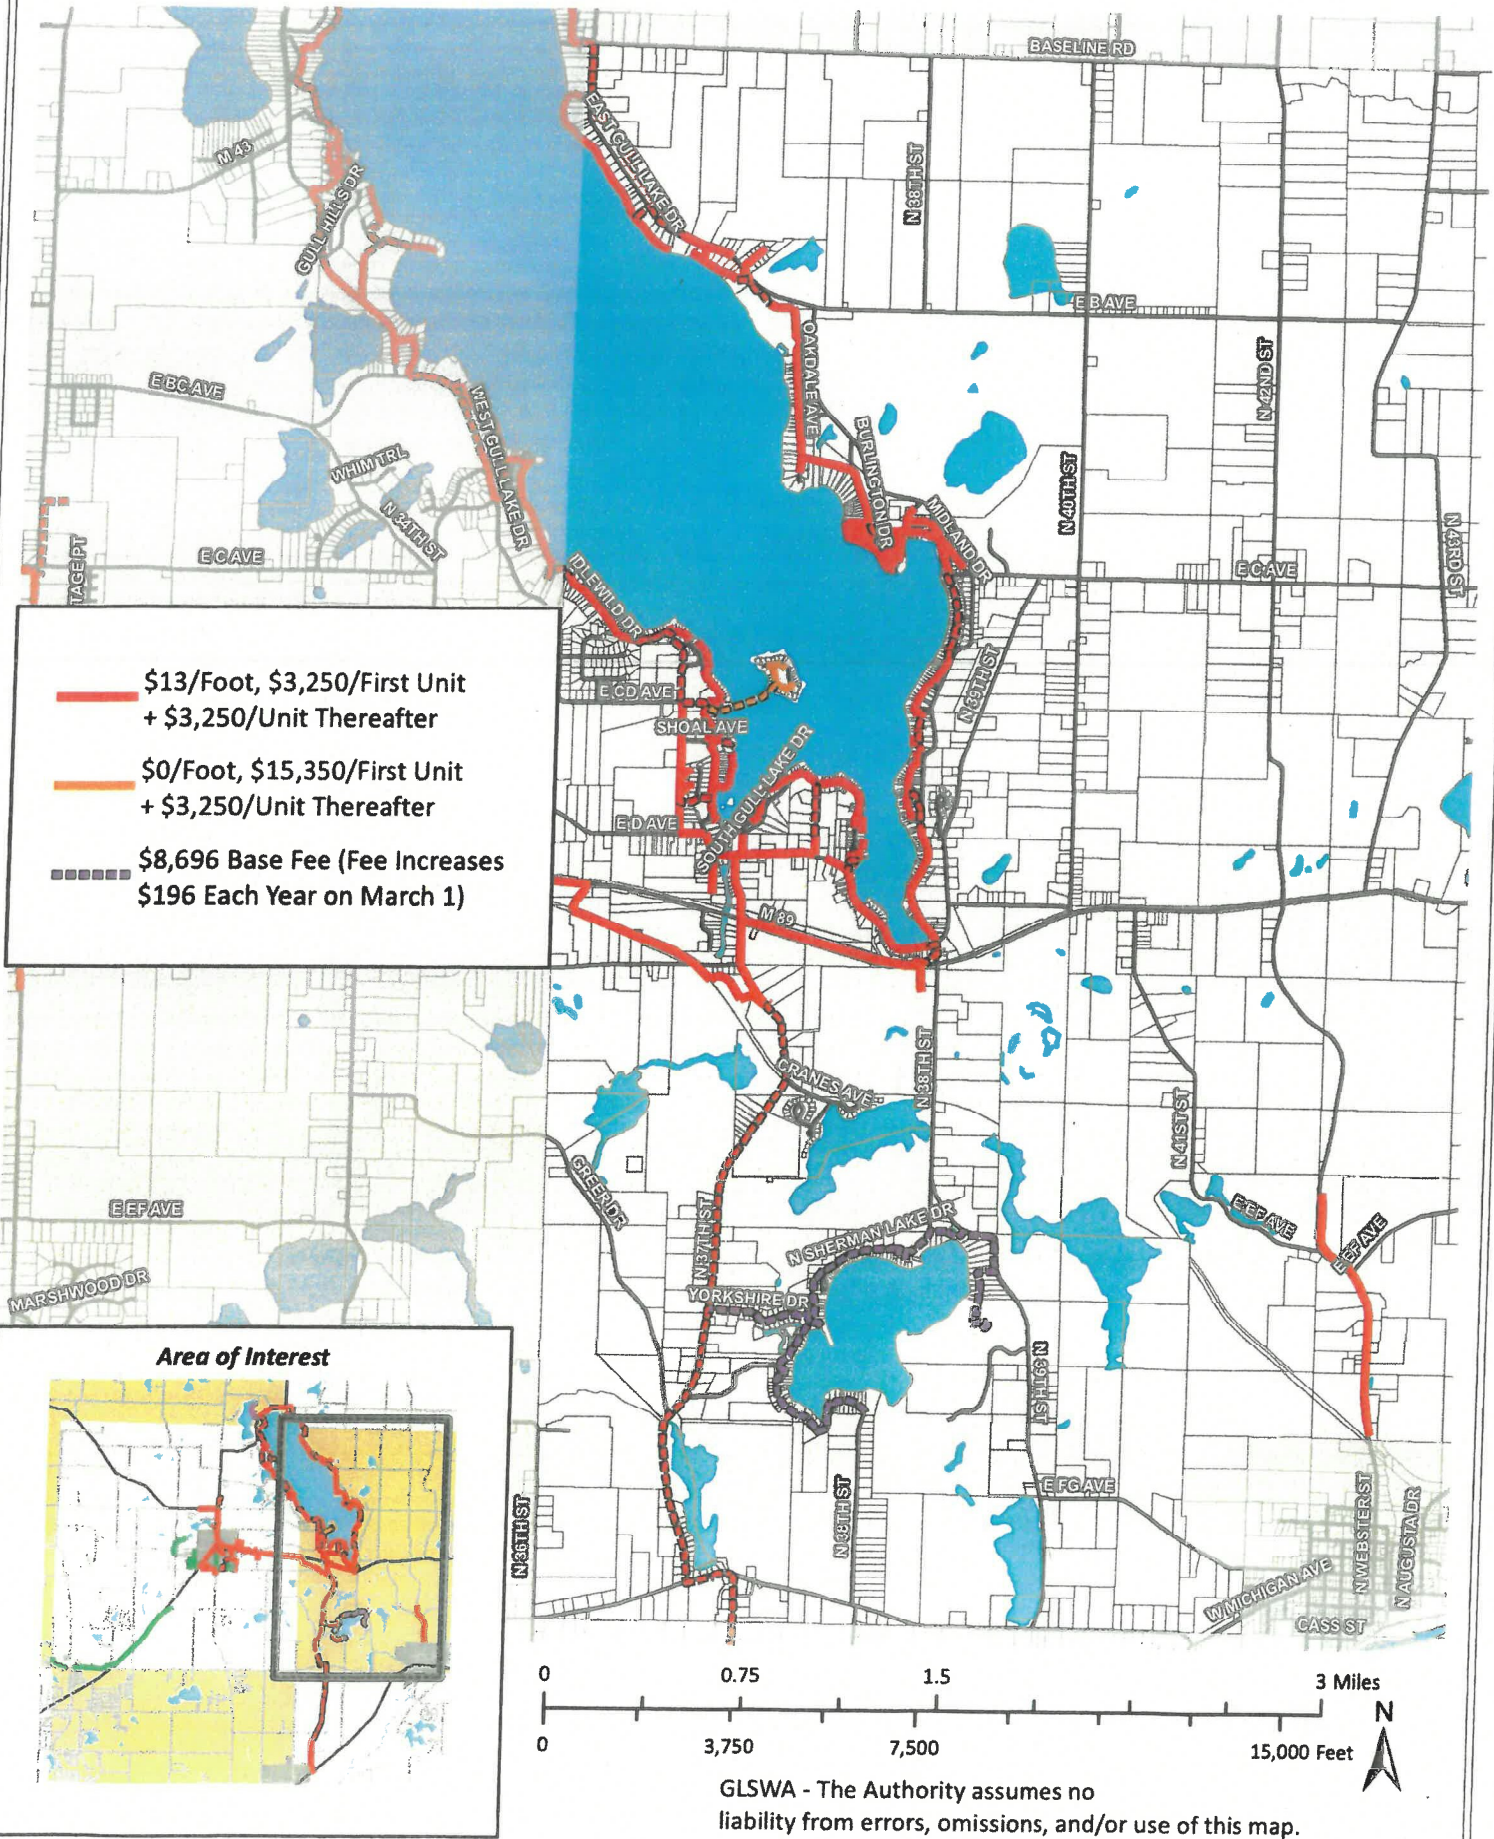 BASELINE RD
EAST GULL LAKE DR
M 43
N 38TH ST
GULL HILLS DR
E B AVE
OAKDALE AVE
N 42ND ST
E BC AVE
WEST GULL LAKE DR
BURLINGTON DR
WHIM TRL
N 40TH ST
N 34TH ST
MIDLAND DR
N 43RD ST
E C AVE
E C AVE
TAGE PT
IDLEWILD DR
$13/Foot, $3,250/First Unit
+ $3,250/Unit Thereafter
$0/Foot, $15,350/First Unit
+ $3,250/Unit Thereafter
$8,696 Base Fee (Fee Increases
$196 Each Year on March 1)
E CD AVE
N 39TH ST
SHOAL AVE
SOUTH GULL LAKE DR
E D AVE
M 89
CRANES AVE
N 38TH ST
N 41ST ST
GREER DR
E EF AVE
N 37TH ST
N SHERMAN LAKE DR
E EF AVE
E EF AVE
MARSHWOOD DR
YORKSHIRE DR
N 39TH ST
Area of Interest
N 36TH ST
N 38TH ST
E FG AVE
N WEBSTER ST
N AUGUSTA DR
W MICHIGAN AVE
CASS ST
0 0.75 1.5 3 Miles
N
0 3,750 7,500 15,000 Feet
GLSWA - The Authority assumes no
liability from errors, omissions, and/or use of this map.